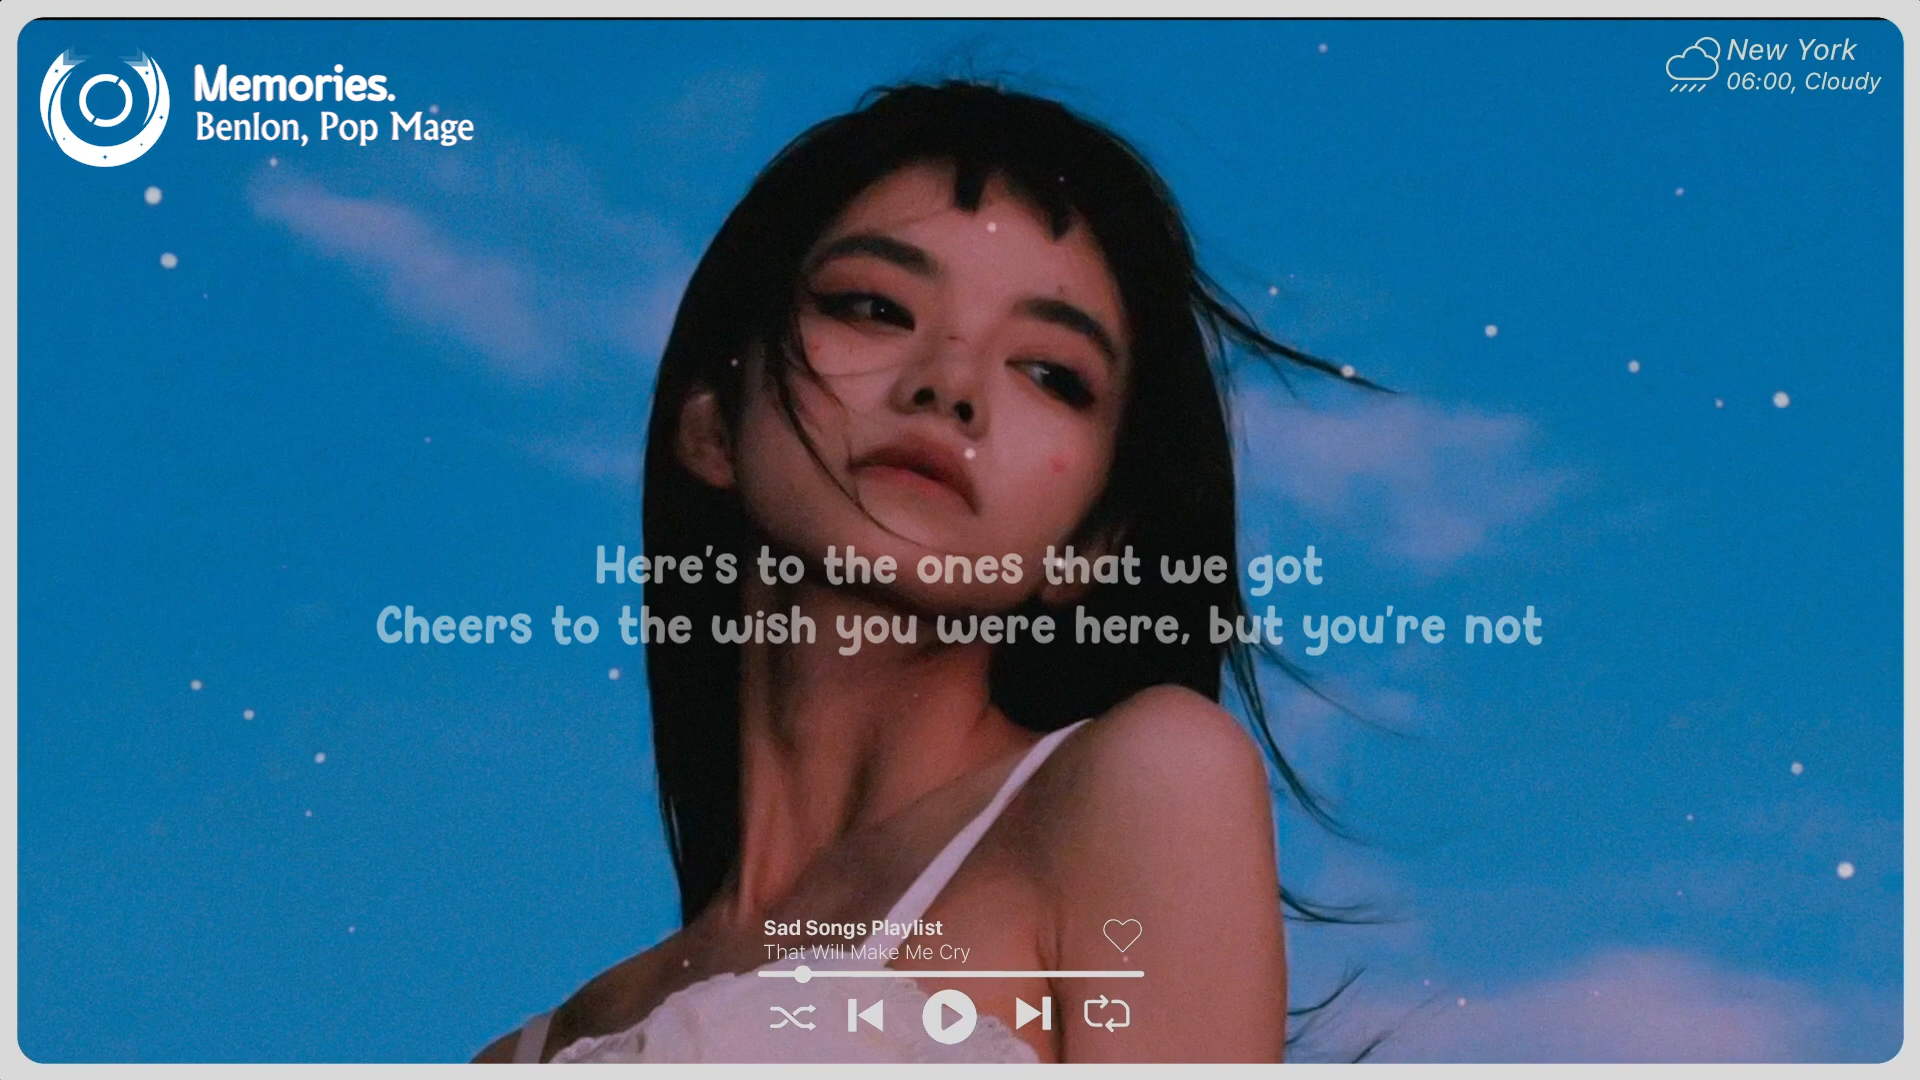 Memories.
Benlon, Pop Mage
New York
06:00, Cloudy
Here's to the ones that we got
Cheers to the wish you were here, but you're not
Sad Songs Playlist
That Will Make Me Cry